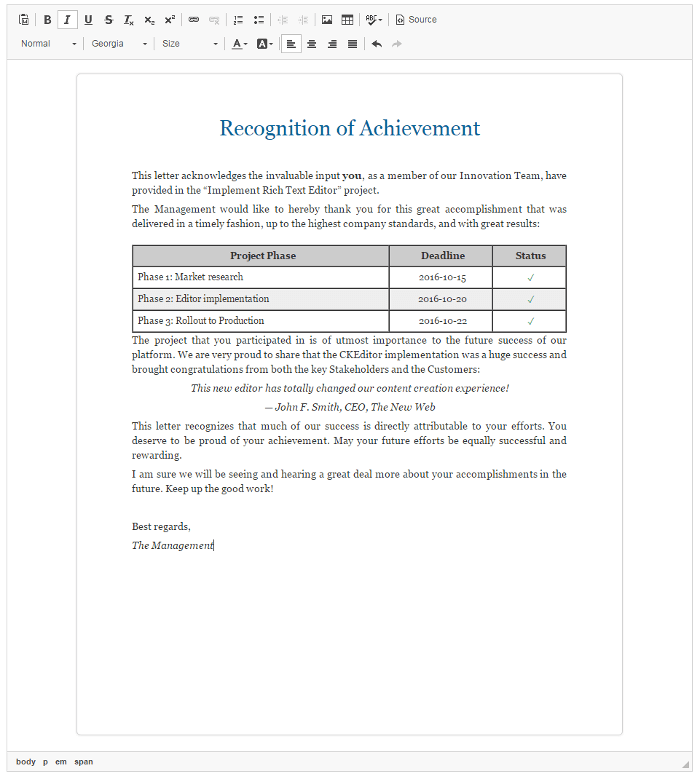 Source
Normal Georgia Size
Recognition of Achievement
This letter acknowledges the invaluable input you, as a member of our Innovation Team, have
provided in the “Implement Rich Text Editor” project.
The Management would like to hereby thank you for this great accomplishment that was
delivered in a timely fashion, up to the highest company standards, and with great results:
Project Phase Deadline Status
Phase 1: Market research 2016-10-15 ✓
Phase 2: Editor implementation 2016-10-20 ✓
Phase 3: Rollout to Production 2016-10-22 ✓
The project that you participated in is of utmost importance to the future success of our
platform. We are very proud to share that the CKEditor implementation was a huge success and
brought congratulations from both the key Stakeholders and the Customers:
This new editor has totally changed our content creation experience!
— John F. Smith, CEO, The New Web
This letter recognizes that much of our success is directly attributable to your efforts. You
deserve to be proud of your achievement. May your future efforts be equally successful and
rewarding.
I am sure we will be seeing and hearing a great deal more about your accomplishments in the
future. Keep up the good work!
Best regards,
The Management
body p em span